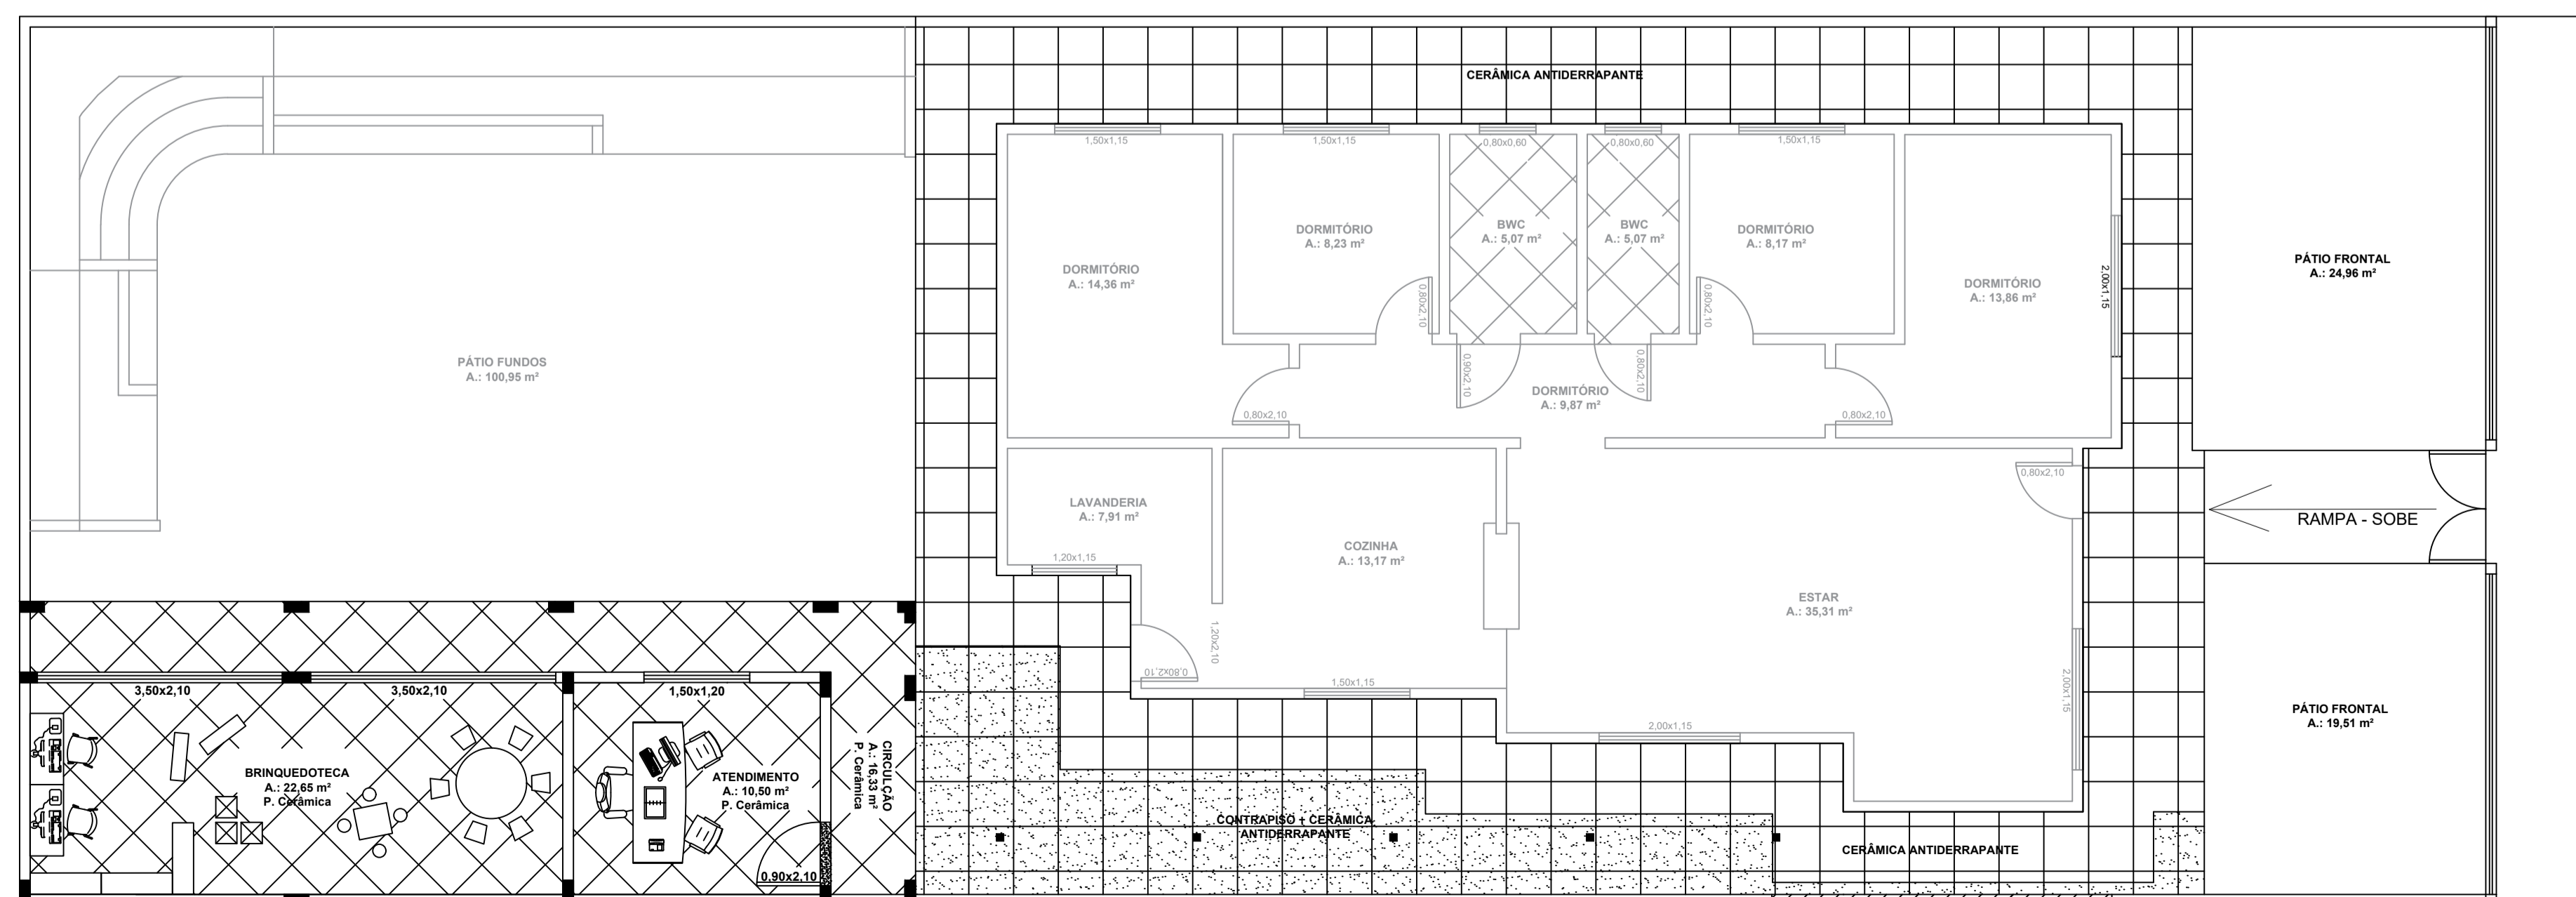 CERÂMICA ANTIDERRAPANTE
1,50x1,15
1,50x1,15
0,80x0,60
0,80x0,60
1,50x1,15
DORMITÓRIO
A.: 14,36 m²
DORMITÓRIO
A.: 8,23 m²
BWC
A.: 5,07 m²
BWC
A.: 5,07 m²
DORMITÓRIO
A.: 8,17 m²
DORMITÓRIO
A.: 13,86 m²
2,00x1,15
PÁTIO FRONTAL
A.: 24,96 m²
0,80x2,10
0,80x2,10
0,90x2,10
0,80x2,10
PÁTIO FUNDOS
A.: 100,95 m²
DORMITÓRIO
A.: 9,87 m²
0,80x2,10
0,80x2,10
0,80x2,10
LAVANDERIA
A.: 7,91 m²
RAMPA - SOBE
1,20x1,15
COZINHA
A.: 13,17 m²
ESTAR
A.: 35,31 m²
1,20x2,10
0,80x2,10
1,50x1,15
2,00x1,15
2,00x1,15
3,50x2,10
3,50x2,10
1,50x1,20
PÁTIO FRONTAL
A.: 19,51 m²
BRINQUEDOTECA
A.: 22,65 m²
P. Cerâmica
ATENDIMENTO
A.: 10,50 m²
P. Cerâmica
CIRCULÇÃO
A.: 16,33 m²
P. Cerâmica
0,90x2,10
CONTRAPISO + CERÂMICA
ANTIDERRAPANTE
CERÂMICA ANTIDERRAPANTE